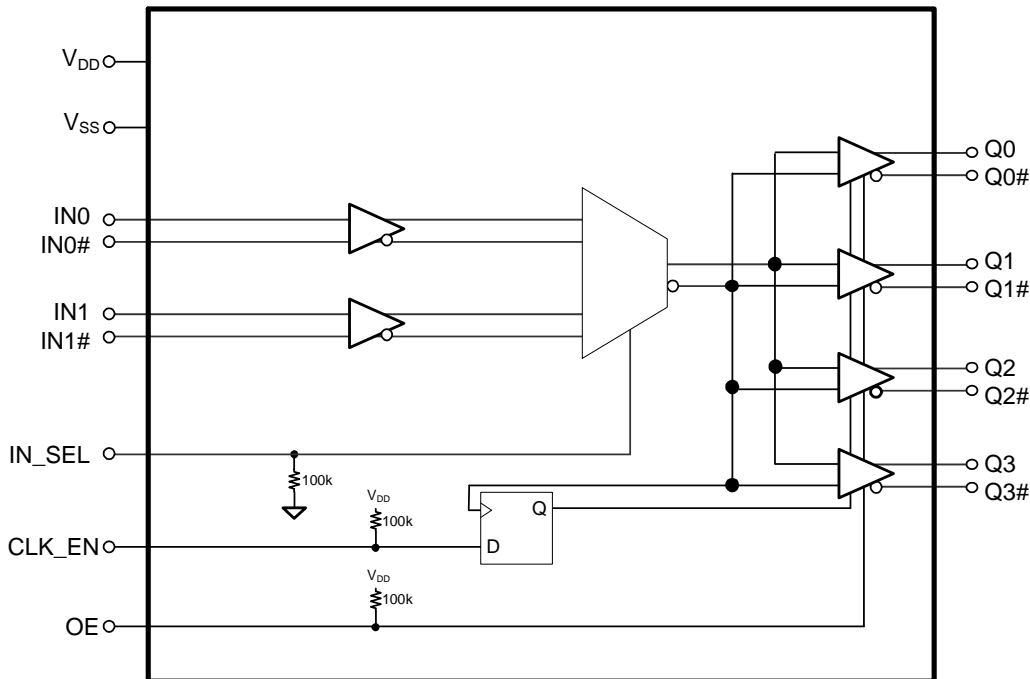 VDD
VSS
IN0
IN0#
IN1
IN1#
IN_SEL
100k
CLK_EN
VDD
100k
D
Q
OE
VDD
100k
Q0
Q0#
Q1
Q1#
Q2
Q2#
Q3
Q3#